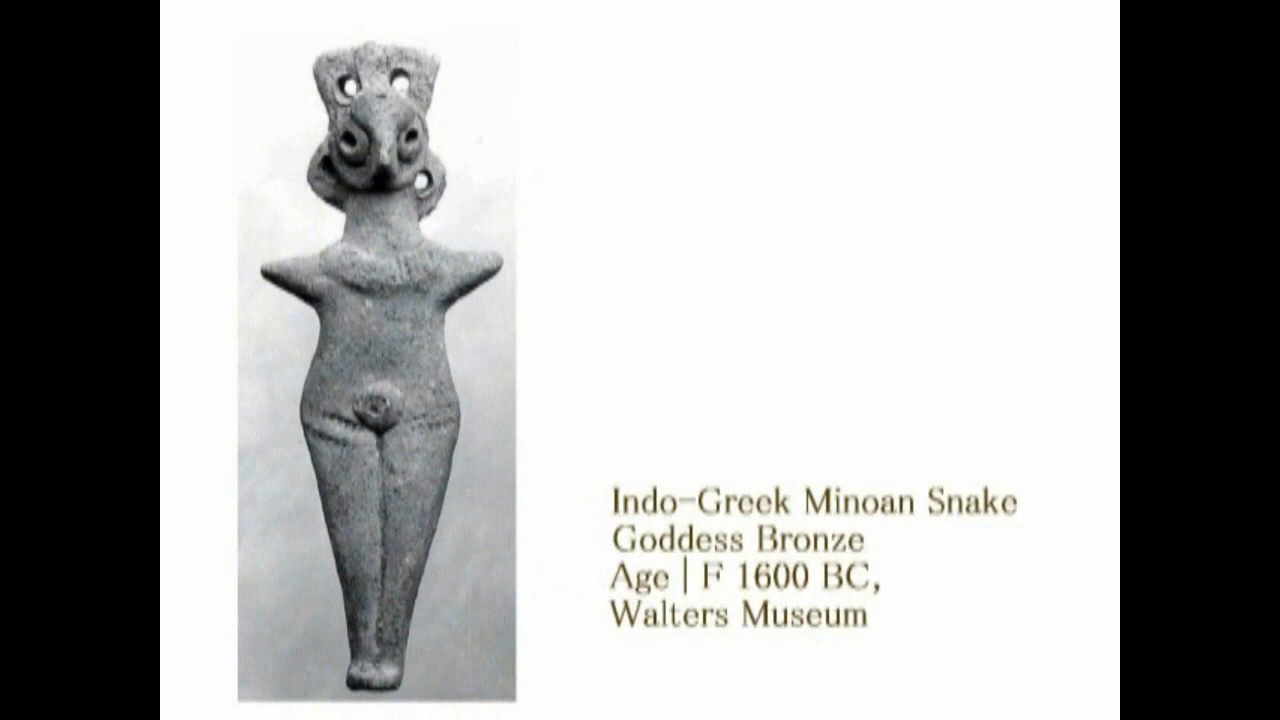 Indo-Greek Minoan Snake
Goddess Bronze
Age | F 1600 BC,
Walters Museum